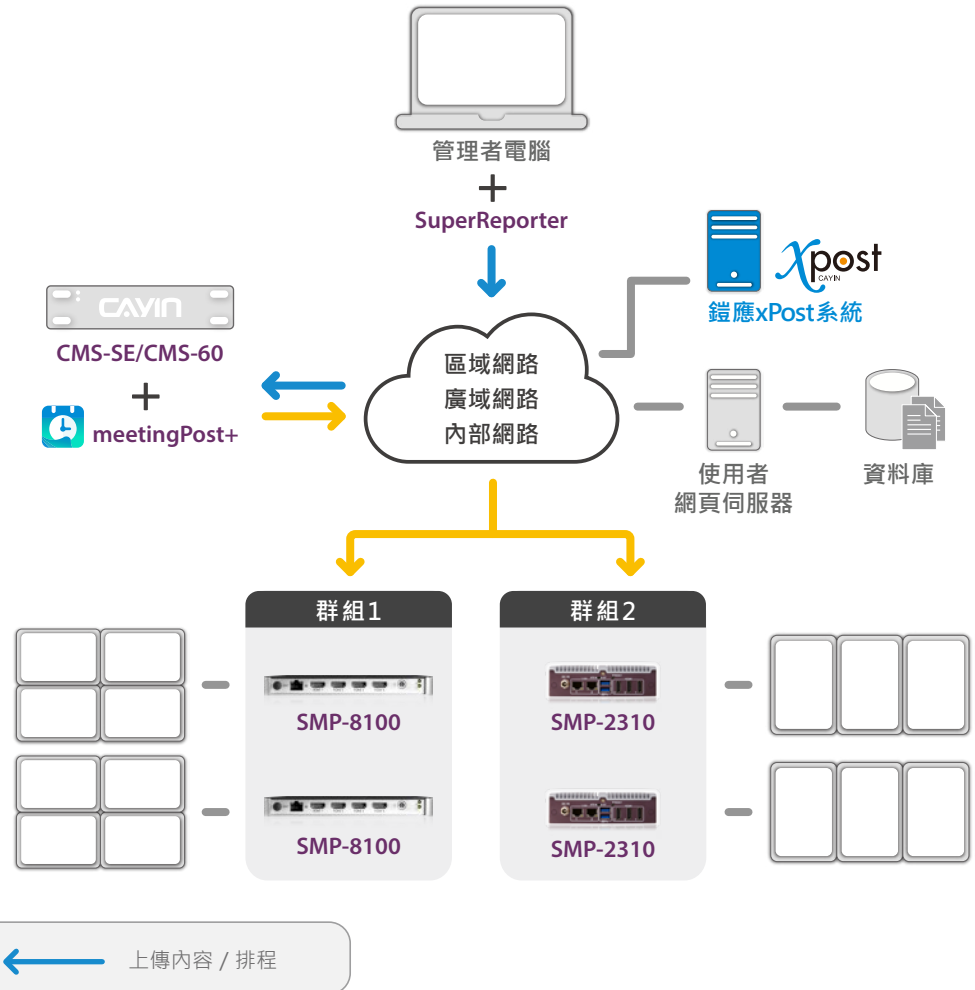 管理者電腦
+
SuperReporter
Xpost
CAYIN
鎧應xPost系統
CAYIN
CMS-SE/CMS-60
+
meetingPost+
區域網路
廣域網路
內部網路
使用者
網頁伺服器
資料庫
群組1
群組2
SMP-8100
SMP-2310
SMP-8100
SMP-2310
上傳內容 / 排程